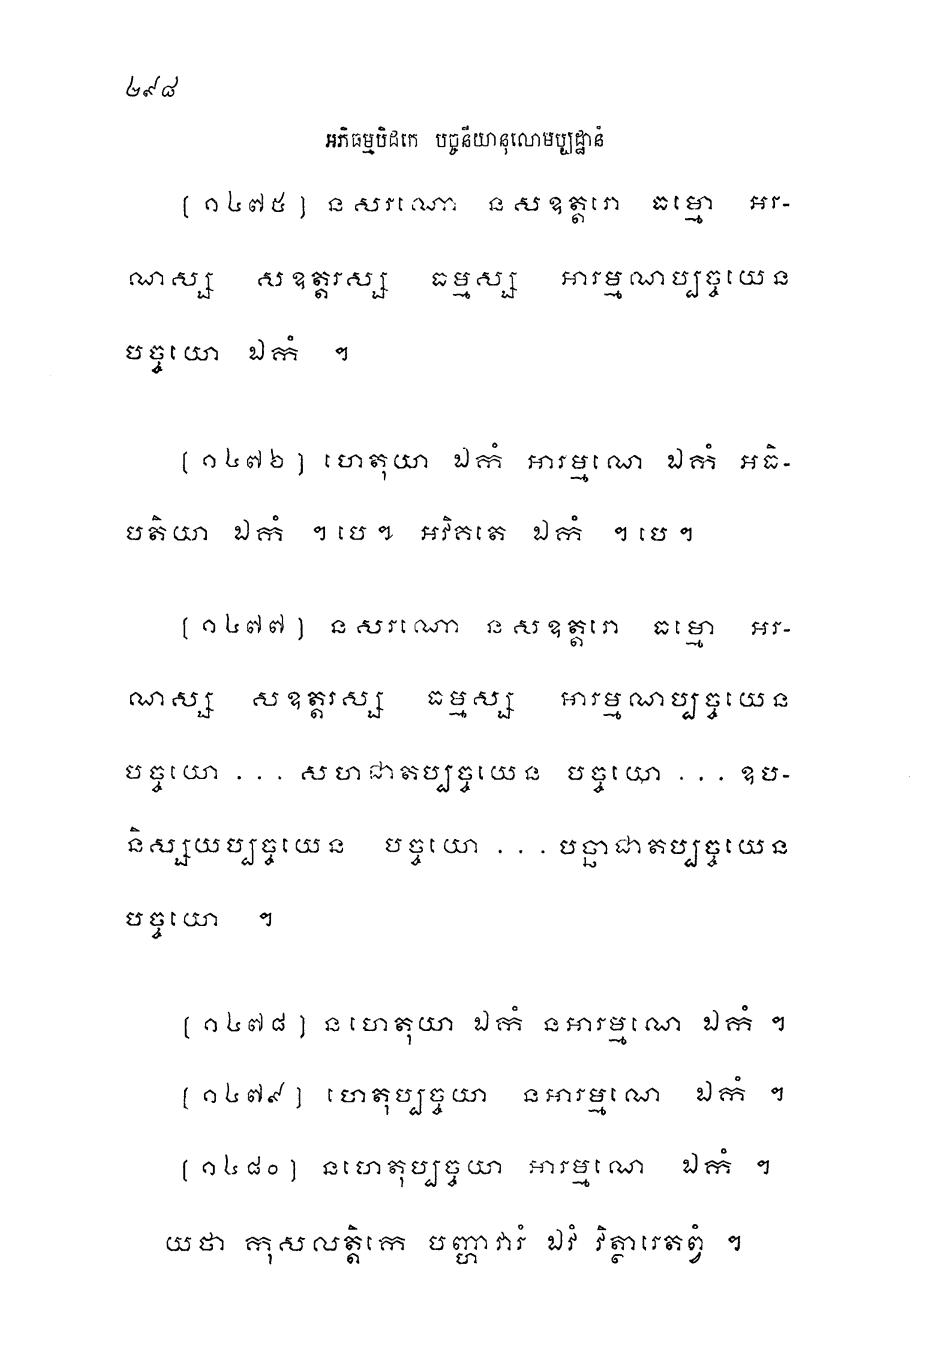 ២៩៨
អភិធម្មបិដកេ បច្ចនីយានុលោមប្បដ្ឋានំ
[១៤៧៥] នសរណោ នសឧត្តរោ ធម្មោ អរ-
ណស្ស សឧត្តរស្ស ធម្មស្ស អារម្មណប្បច្ចយេន
បច្ចយោ ឯកំ ។
[១៤៧៦] ហេតុយា ឯកំ អារម្មណេ ឯកំ អធិ-
បតិយា ឯកំ ។បេ។ អវិគតេ ឯកំ ។បេ។
[១៤៧៧] នសរណោ នសឧត្តរោ ធម្មោ អរ-
ណស្ស សឧត្តរស្ស ធម្មស្ស អារម្មណប្បច្ចយេន
បច្ចយោ ... សហជាតប្បច្ចយេន បច្ចយោ ... ឧប-
និស្សយប្បច្ចយេន បច្ចយោ ... បច្ឆាជាតប្បច្ចយេន
បច្ចយោ ។
[១៤៧៨] នហេតុយា ឯកំ នអារម្មណេ ឯកំ ។
[១៤៧៩] ហេតុប្បច្ចយា នអារម្មណេ ឯកំ ។
[១៤៨០] នហេតុប្បច្ចយា អារម្មណេ ឯកំ ។
យថា កុសលត្តិកេ បញ្ហាវារំ ឯវំ វិត្ថារេតព្វំ ។